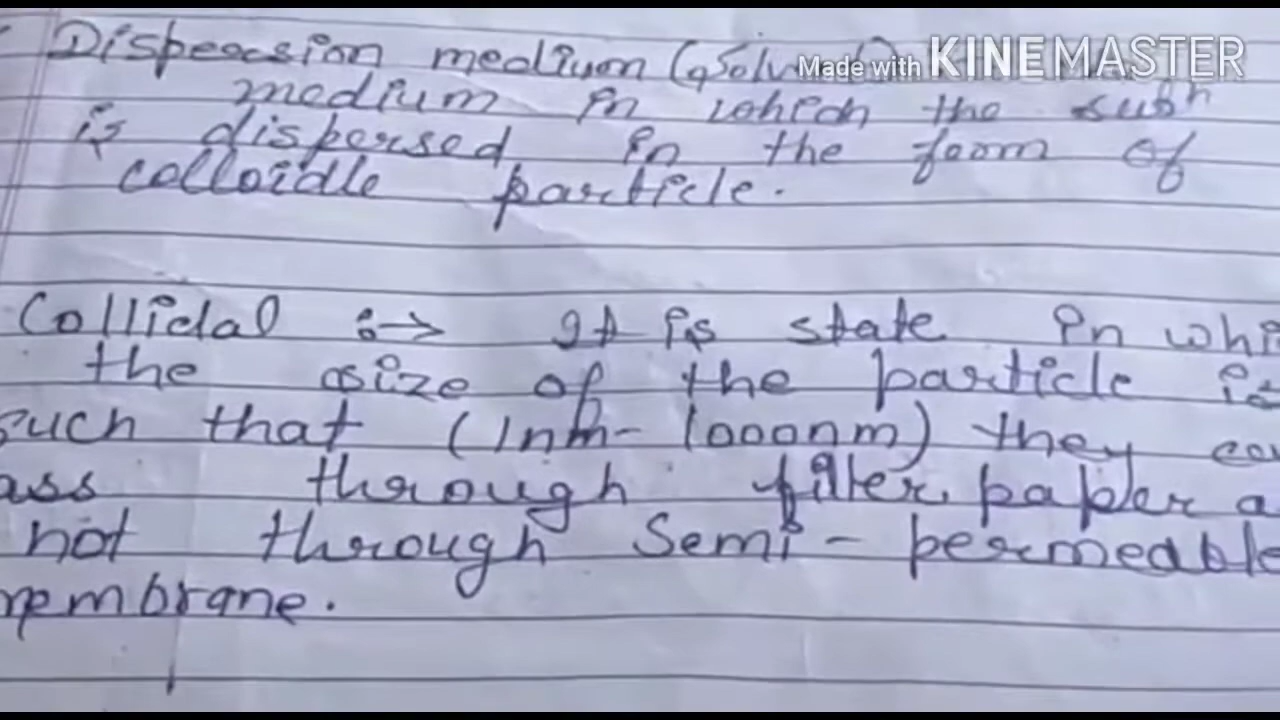 Dispersion medium (Solv
Made with KINEMASTER
medium in which the subn
is dispersed in the form of
colloidle particle.
Collidal :→ It is state in whi
the size of the particle is
such that (1nm- 1000nm) they can
ass through filter paper a
not through Semi - permeable
membrane.